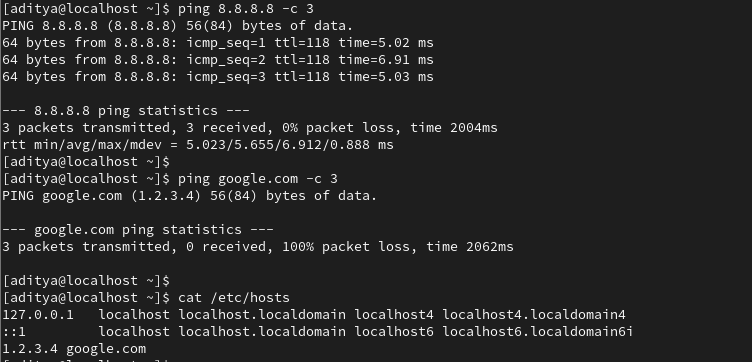 [aditya@localhost ~]$ ping 8.8.8.8 -c 3
PING 8.8.8.8 (8.8.8.8) 56(84) bytes of data.
64 bytes from 8.8.8.8: icmp_seq=1 ttl=118 time=5.02 ms
64 bytes from 8.8.8.8: icmp_seq=2 ttl=118 time=6.91 ms
64 bytes from 8.8.8.8: icmp_seq=3 ttl=118 time=5.03 ms
--- 8.8.8.8 ping statistics ---
3 packets transmitted, 3 received, 0% packet loss, time 2004ms
rtt min/avg/max/mdev = 5.023/5.655/6.912/0.888 ms
[aditya@localhost ~]$
[aditya@localhost ~]$ ping google.com -c 3
PING google.com (1.2.3.4) 56(84) bytes of data.
--- google.com ping statistics ---
3 packets transmitted, 0 received, 100% packet loss, time 2062ms
[aditya@localhost ~]$
[aditya@localhost ~]$ cat /etc/hosts
127.0.0.1   localhost localhost.localdomain localhost4 localhost4.localdomain4
::1         localhost localhost.localdomain localhost6 localhost6.localdomain6i
1.2.3.4 google.com